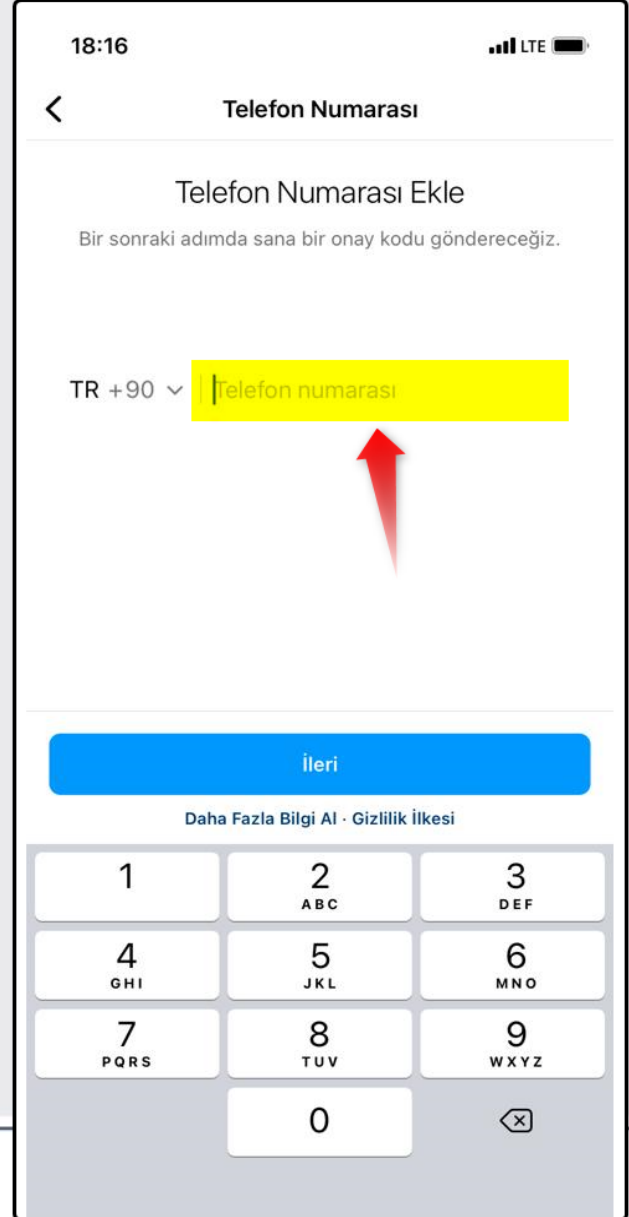 18:16 LTE
Telefon Numarası
Telefon Numarası Ekle
Bir sonraki adımda sana bir onay kodu göndereceğiz.
TR +90 Telefon numarası
İleri
Daha Fazla Bilgi Al · Gizlilik İlkesi
1 2 3
ABC DEF
4 5 6
GHI JKL MNO
7 8 9
PQRS TUV WXYZ
0